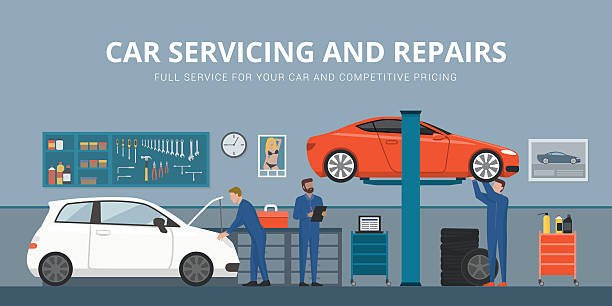 CAR SERVICING AND REPAIRS
FULL SERVICE FOR YOUR CAR AND COMPETITIVE PRICING